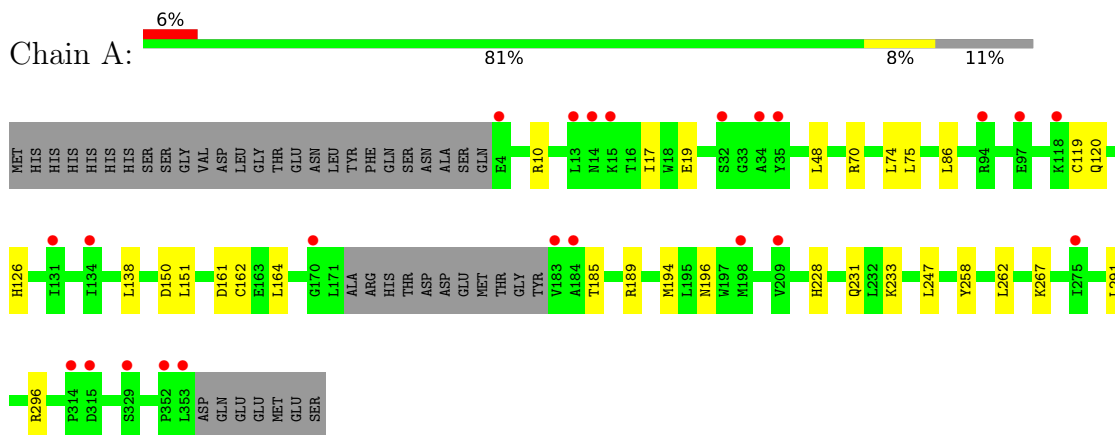 6%
Chain A:
81% 8% 11%
MET HIS HIS HIS HIS HIS HIS SER SER GLY VAL ASP LEU GLY THR GLU ASN LEU TYR PHE GLN SER ASN ALA SER GLN E4 R10 L13 N14 K15 T16 I17 W18 E19 S32 G33 A34 Y35 L48 R70 L74 L75 L86 R94 E97 K118 C119 Q120
H126 I131 I134 L138 D150 L151 D161 C162 E163 L164 G170 L171 ALA ARG HIS THR ASP ASP GLU MET THR GLY TYR V183 A184 T185 R189 M194 L195 N196 W197 M198 V209 H228 Q231 L232 K233 L247 Y258 L262 K267 I275 L291
R296 P314 D315 S329 P352 L353 ASP GLN GLU GLU MET GLU SER